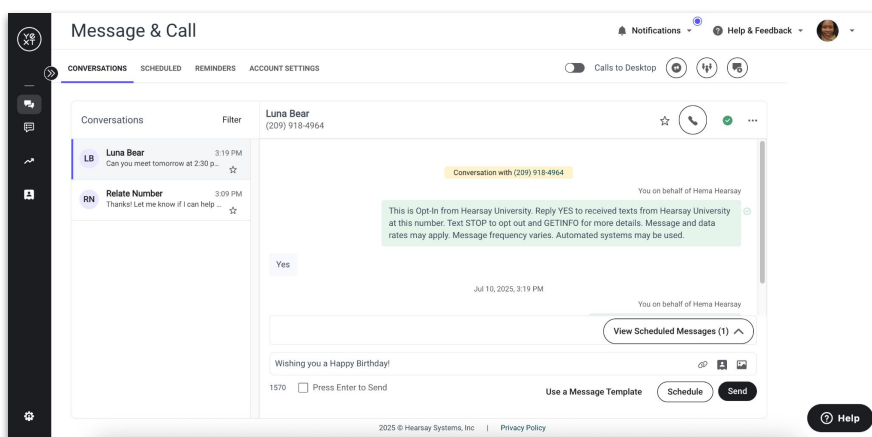 yext
Message & Call
Notifications
Help & Feedback
CONVERSATIONS SCHEDULED REMINDERS ACCOUNT SETTINGS
Calls to Desktop
Conversations Filter
LB
Luna Bear 3:19 PM
Can you meet tomorrow at 2:30 p...
RN
Relate Number 3:09 PM
Thanks! Let me know if I can help ...
Luna Bear
(209) 918-4964
Conversation with (209) 918-4964
You on behalf of Hema Hearsay
This is Opt-In from Hearsay University. Reply YES to received texts from Hearsay University
at this number. Text STOP to opt out and GETINFO for more details. Message and data
rates may apply. Message frequency varies. Automated systems may be used.
Yes
Jul 10, 2025, 3:19 PM
You on behalf of Hema Hearsay
View Scheduled Messages (1)
Wishing you a Happy Birthday!
1570 Press Enter to Send
Use a Message Template Schedule Send
2025 © Hearsay Systems, Inc | Privacy Policy
Help